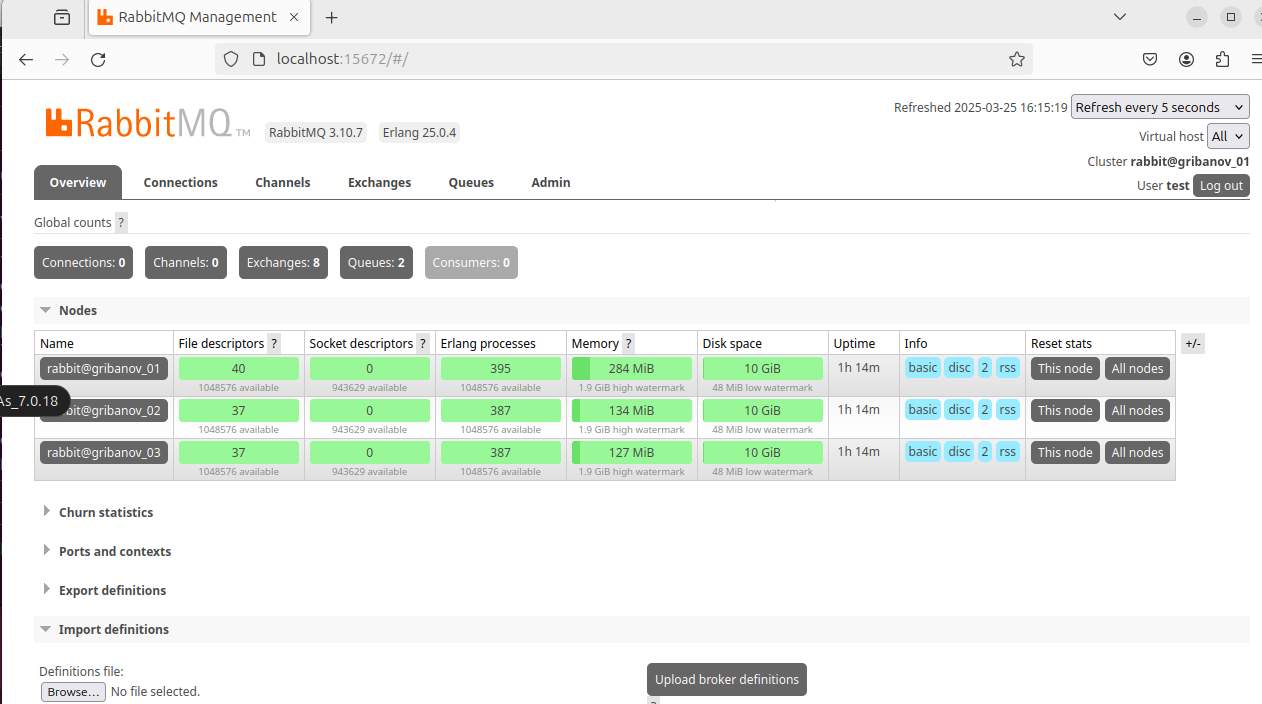 RabbitMQ Management
localhost:15672/#/
RabbitMQ TM
RabbitMQ 3.10.7 Erlang 25.0.4
Refreshed 2025-03-25 16:15:19 Refresh every 5 seconds
Virtual host All
Cluster rabbit@gribanov_01
User test Log out
Overview Connections Channels Exchanges Queues Admin
Global counts ?
Connections: 0 Channels: 0 Exchanges: 8 Queues: 2 Consumers: 0
Nodes
Name File descriptors ? Socket descriptors ? Erlang processes Memory ? Disk space Uptime Info Reset stats +/-
rabbit@gribanov_01 40 0 395 284 MiB 10 GiB 1h 14m basic disc 2 rss This node All nodes
1048576 available 943629 available 1048576 available 1.9 GiB high watermark 48 MiB low watermark
As_7.0.18
@gribanov_02 37 0 387 134 MiB 10 GiB 1h 14m basic disc 2 rss This node All nodes
1048576 available 943629 available 1048576 available 1.9 GiB high watermark 48 MiB low watermark
rabbit@gribanov_03 37 0 387 127 MiB 10 GiB 1h 14m basic disc 2 rss This node All nodes
1048576 available 943629 available 1048576 available 1.9 GiB high watermark 48 MiB low watermark
Churn statistics
Ports and contexts
Export definitions
Import definitions
Definitions file:
Browse... No file selected.
Upload broker definitions